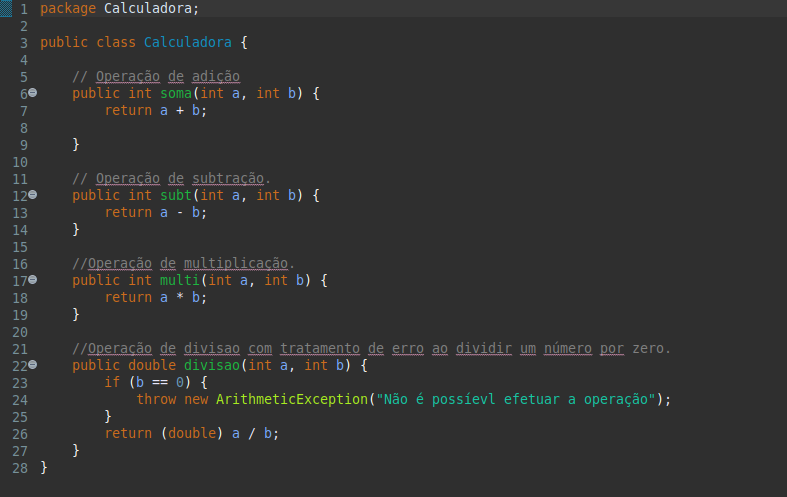 1 package Calculadora;
2
3 public class Calculadora {
4
5 // Operação de adição
6 public int soma(int a, int b) {
7 return a + b;
8
9 }
10
11 // Operação de subtração.
12 public int subt(int a, int b) {
13 return a - b;
14 }
15
16 //Operação de multiplicação.
17 public int multi(int a, int b) {
18 return a * b;
19 }
20
21 //Operação de divisao com tratamento de erro ao dividir um número por zero.
22 public double divisao(int a, int b) {
23 if (b == 0) {
24 throw new ArithmeticException("Não é possíevl efetuar a operação");
25 }
26 return (double) a / b;
27 }
28 }